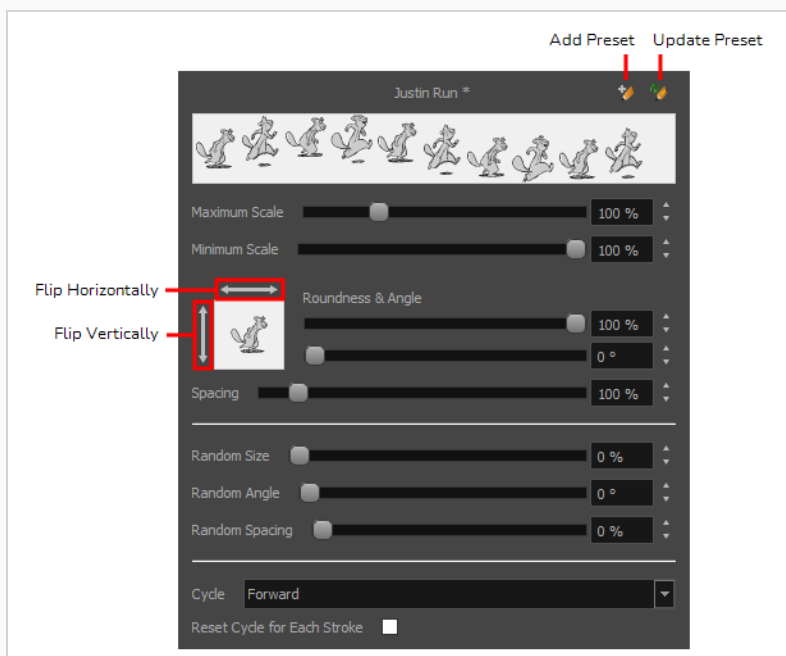 Add Preset Update Preset
Justin Run *
Maximum Scale 100 %
Minimum Scale 100 %
Flip Horizontally
Roundness & Angle
100 %
Flip Vertically
0 °
Spacing 100 %
Random Size 0 %
Random Angle 0 °
Random Spacing 0 %
Cycle Forward
Reset Cycle for Each Stroke